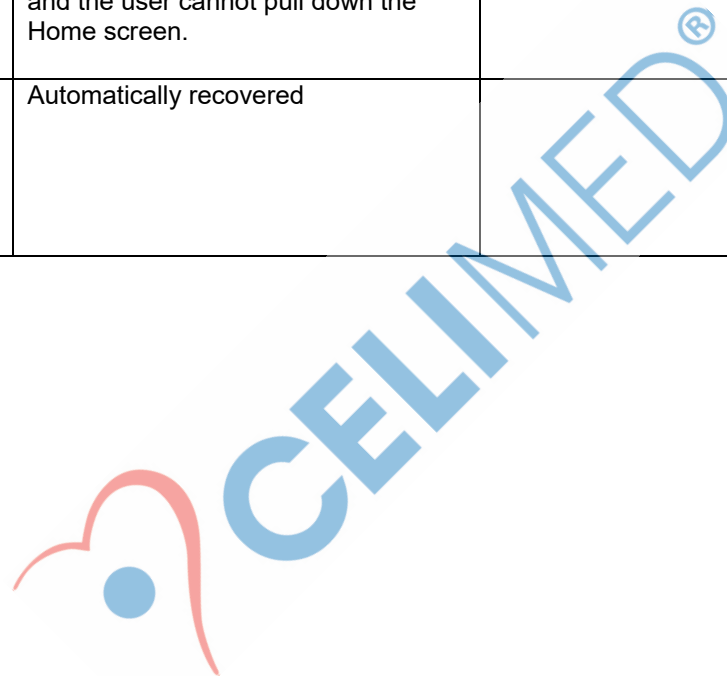 and the user cannot pull down the
Home screen.
Automatically recovered
CELIMED®